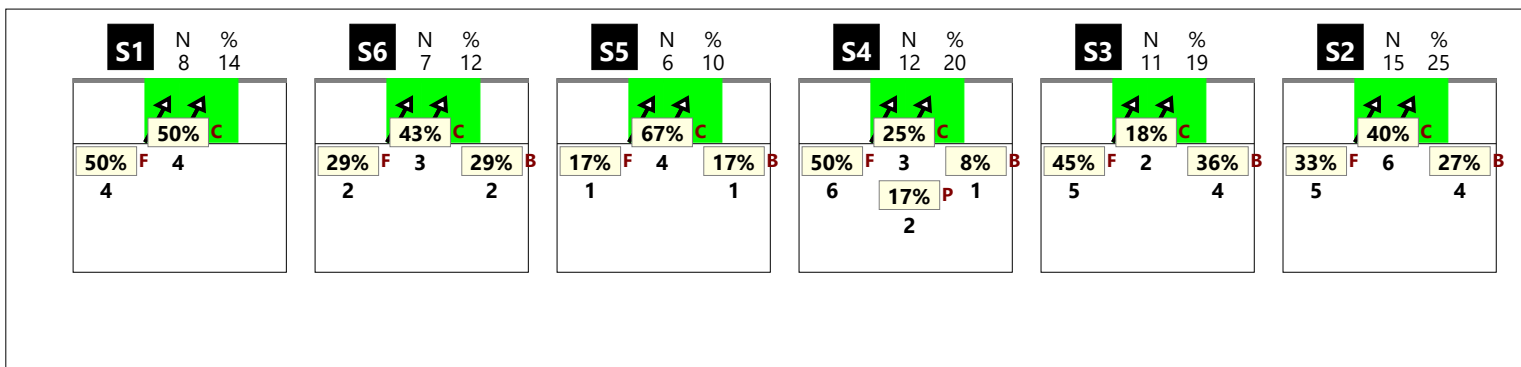 S1 N % S6 N % S5 N % S4 N % S3 N % S2 N %
8 14 7 12 6 10 12 20 11 19 15 25
50% C 43% C 67% C 25% C 18% C 40% C
50% F 4 29% F 3 29% B 17% F 4 17% B 50% F 3 8% B 45% F 2 36% B 33% F 6 27% B
4 2 2 1 1 6 17% P 1 5 4 5 4
2